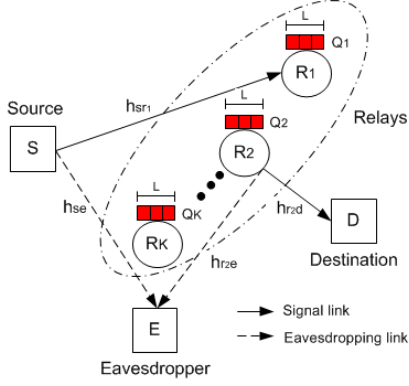 L
Q1
R1
Source
hsr1
L
Q2
Relays
S
R2
hse
L
QK
hr2d
D
RK
hr2e
Destination
E
Signal link
Eavesdropping link
Eavesdropper